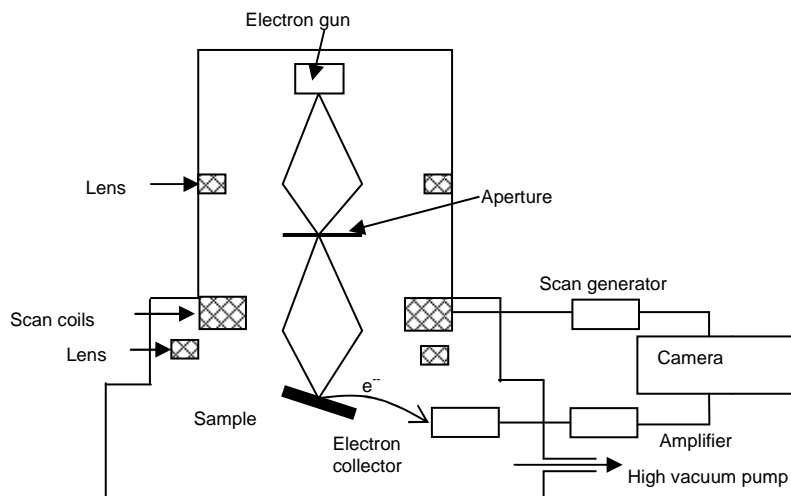 Electron gun
Lens
Aperture
Scan generator
Scan coils
Camera
Lens
e--
Sample
Electron
collector
Amplifier
High vacuum pump